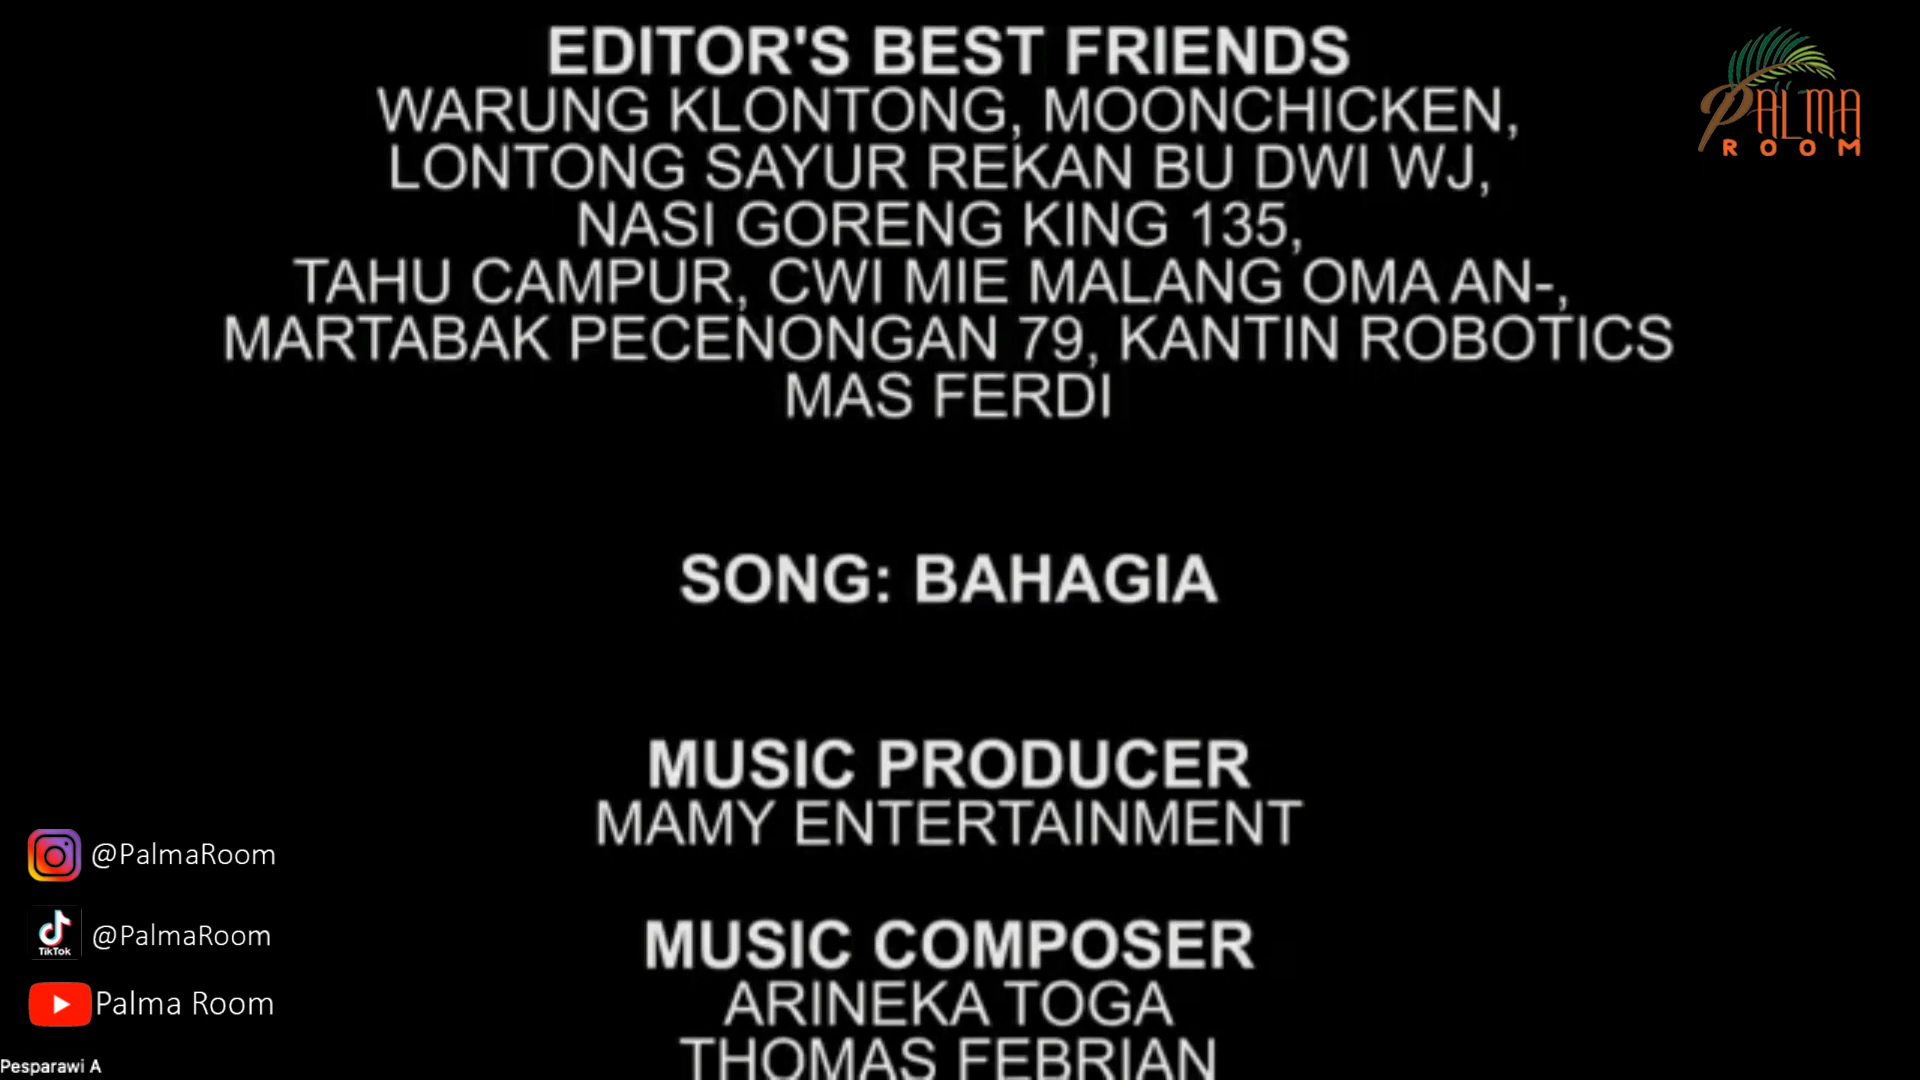 EDITOR'S BEST FRIENDS
WARUNG KLONTONG, MOONCHICKEN,
LONTONG SAYUR REKAN BU DWI WJ,
NASI GORENG KING 135,
TAHU CAMPUR, CWI MIE MALANG OMA AN-,
MARTABAK PECENONGAN 79, KANTIN ROBOTICS
MAS FERDI
PALMA
ROOM
SONG: BAHAGIA
MUSIC PRODUCER
MAMY ENTERTAINMENT
MUSIC COMPOSER
ARINEKA TOGA
THOMAS FEBRIAN
@PalmaRoom
TikTok
@PalmaRoom
Palma Room
Pesparawi A